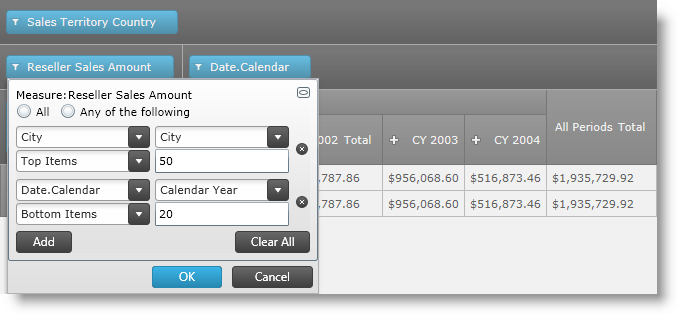 Sales Territory Country
Reseller Sales Amount Date.Calendar
Measure:Reseller Sales Amount
All Any of the following
City City
Top Items 50
Date.Calendar Calendar Year
Bottom Items 20
Add Clear All
OK Cancel
002 Total CY 2003 CY 2004 All Periods Total
,787.86 $956,068.60 $516,873.46 $1,935,729.92
,787.86 $956,068.60 $516,873.46 $1,935,729.92